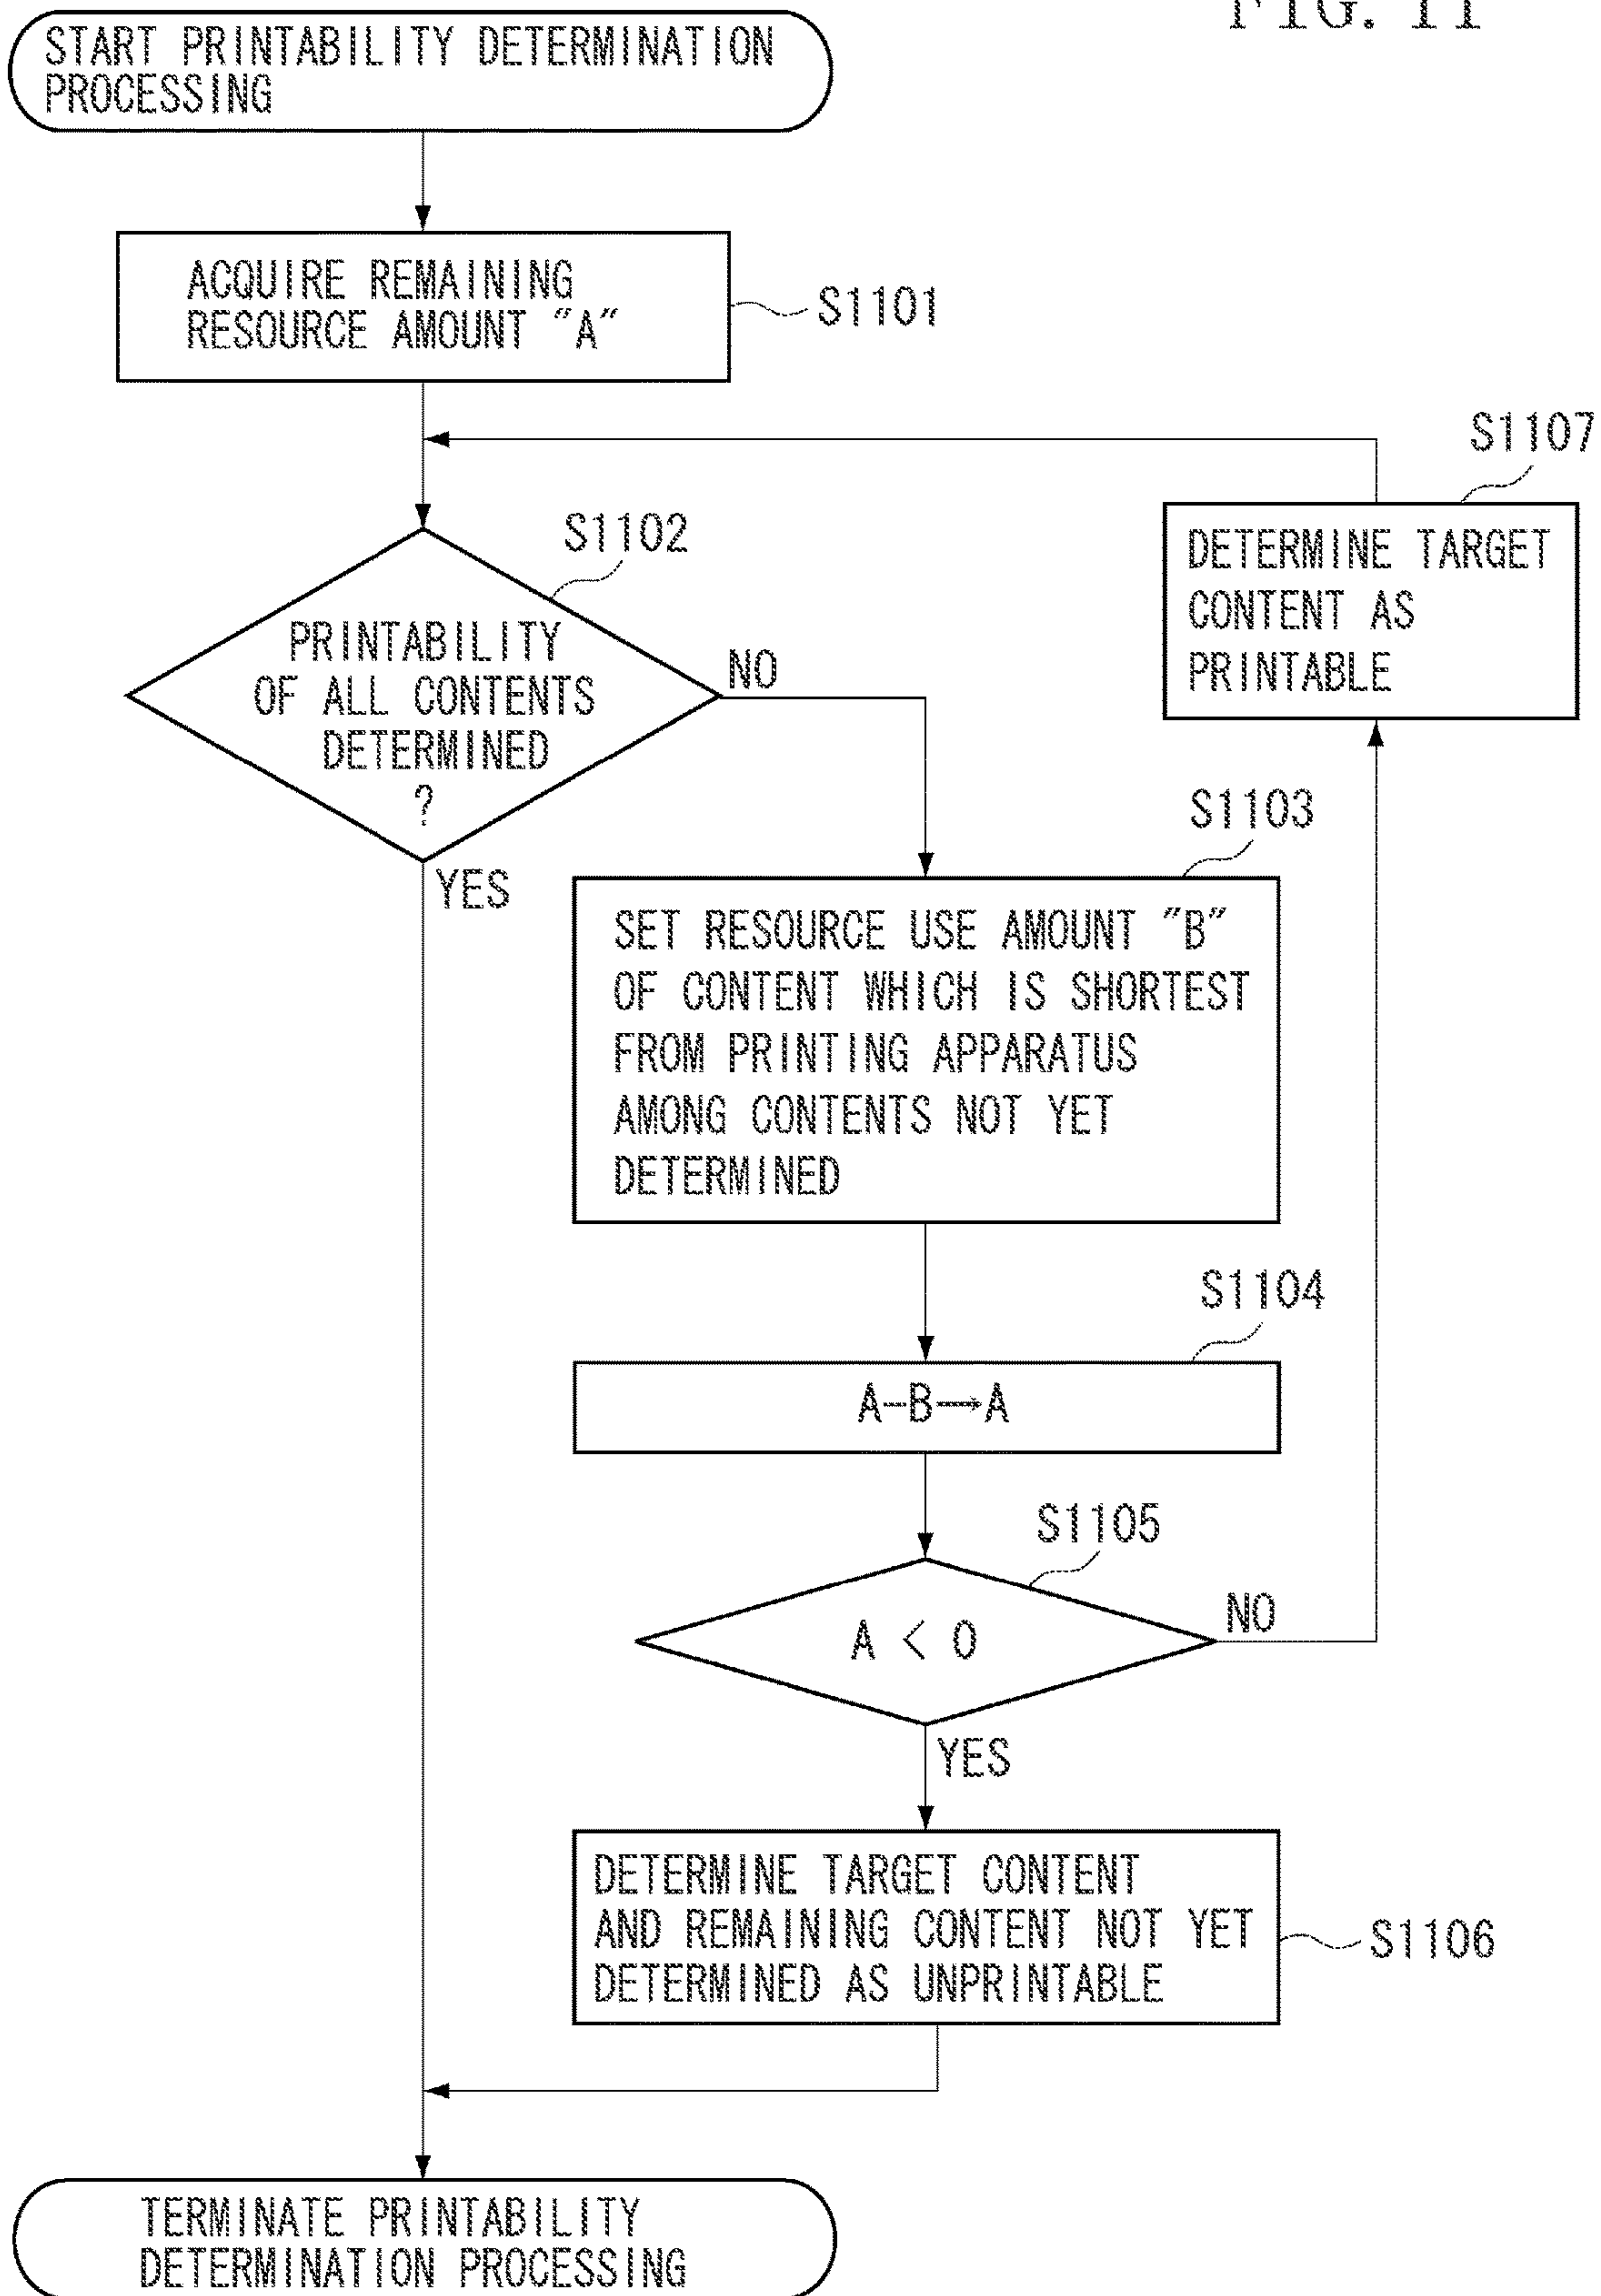 FIG. 11
START PRINTABILITY DETERMINATION
PROCESSING
ACQUIRE REMAINING
RESOURCE AMOUNT "A"
S1101
S1107
DETERMINE TARGET
CONTENT AS
PRINTABLE
S1102
PRINTABILITY
OF ALL CONTENTS
DETERMINED
?
NO
YES
S1103
SET RESOURCE USE AMOUNT "B"
OF CONTENT WHICH IS SHORTEST
FROM PRINTING APPARATUS
AMONG CONTENTS NOT YET
DETERMINED
S1104
A-B→A
S1105
A < 0
NO
YES
DETERMINE TARGET CONTENT
AND REMAINING CONTENT NOT YET
DETERMINED AS UNPRINTABLE
S1106
TERMINATE PRINTABILITY
DETERMINATION PROCESSING